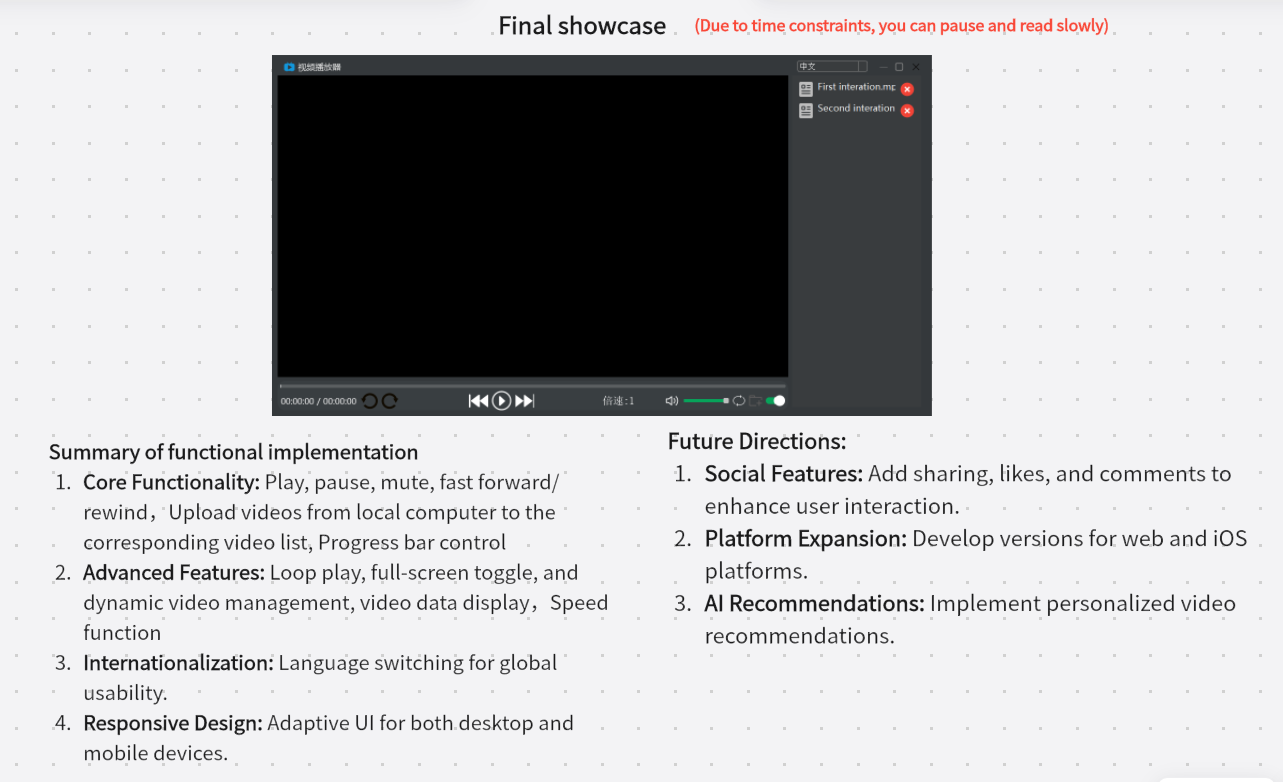 Final showcase (Due to time constraints, you can pause and read slowly)
视频播放器
中文
First interation.mp
Second interation
00:00:00 / 00:00:00
倍速:1
Summary of functional implementation
1. Core Functionality: Play, pause, mute, fast forward/
rewind，Upload videos from local computer to the
corresponding video list, Progress bar control
2. Advanced Features: Loop play, full-screen toggle, and
dynamic video management, video data display，Speed
function
3. Internationalization: Language switching for global
usability.
4. Responsive Design: Adaptive UI for both desktop and
mobile devices.
Future Directions:
1. Social Features: Add sharing, likes, and comments to
enhance user interaction.
2. Platform Expansion: Develop versions for web and iOS
platforms.
3. AI Recommendations: Implement personalized video
recommendations.